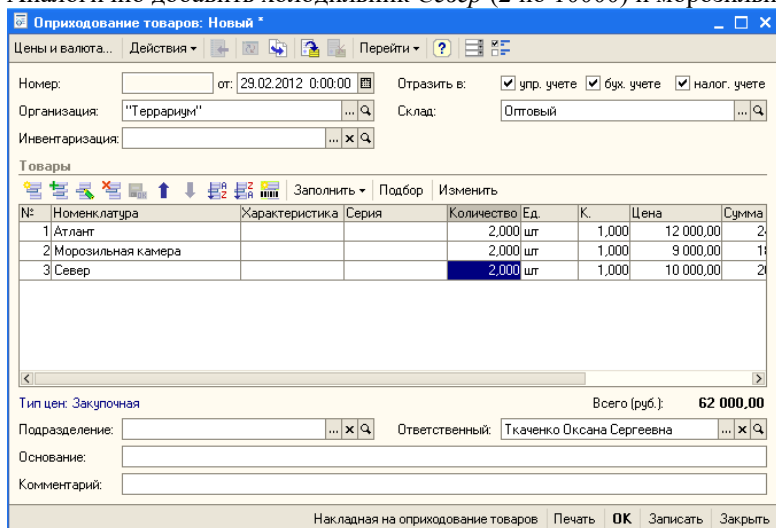 Аналогично добавить холодильник Север (2 по 10000) и морозильн
Оприходование товаров: Новый *
Цены и валюта... Действия Перейти
Номер: от: 29.02.2012 0:00:00 Отразить в: упр. учете бух. учете налог. учете
Организация: "Террариум" ... Склад: Оптовый ...
Инвентаризация: ... x
Товары
Заполнить Подбор Изменить
№ Номенклатура Характеристика Серия Количество Ед. К. Цена Сумма
1 Атлант 2,000 шт 1,000 12 000,00 2
2 Морозильная камера 2,000 шт 1,000 9 000,00 1
3 Север 2,000 шт 1,000 10 000,00 2
Тип цен: Закупочная Всего (руб.): 62 000,00
Подразделение: ... x Ответственный: Ткаченко Оксана Сергеевна ... x
Основание:
Комментарий:
Накладная на оприходование товаров Печать OK Записать Закрыть